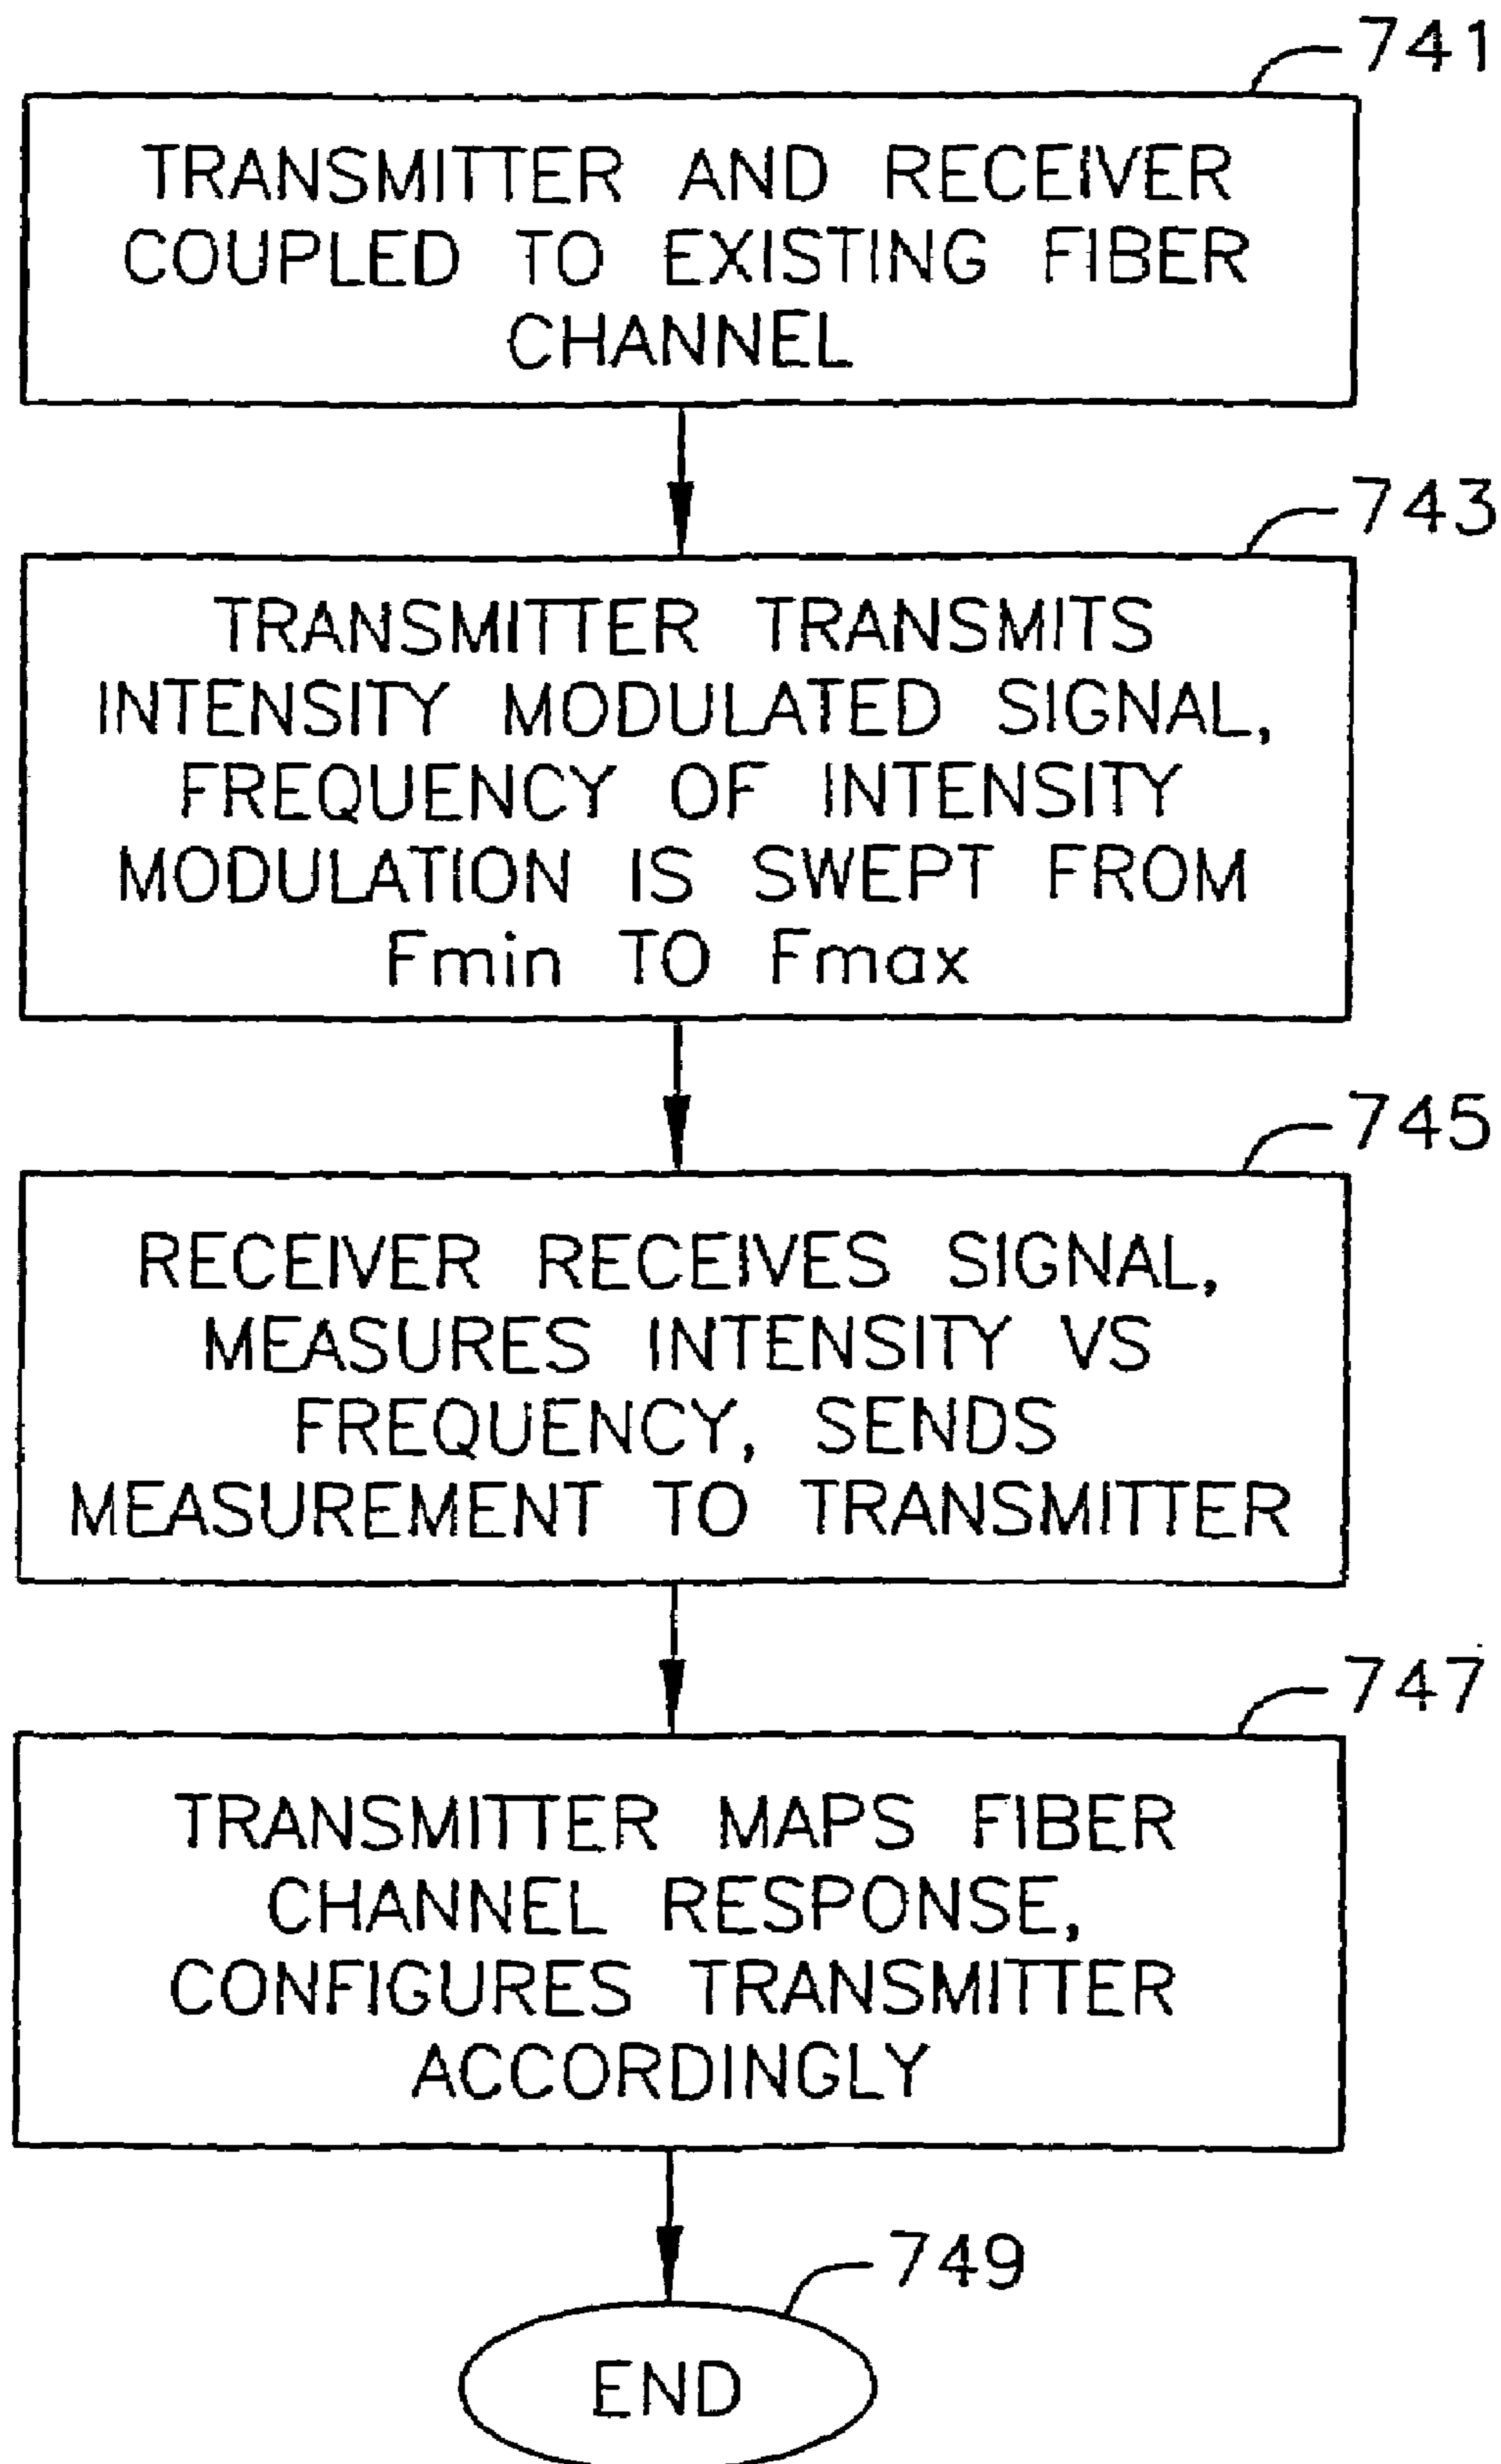 741
TRANSMITTER AND RECEIVER
COUPLED TO EXISTING FIBER
CHANNEL
743
TRANSMITTER TRANSMITS
INTENSITY MODULATED SIGNAL,
FREQUENCY OF INTENSITY
MODULATION IS SWEPT FROM
Fmin TO Fmax
745
RECEIVER RECEIVES SIGNAL,
MEASURES INTENSITY VS
FREQUENCY, SENDS
MEASUREMENT TO TRANSMITTER
747
TRANSMITTER MAPS FIBER
CHANNEL RESPONSE,
CONFIGURES TRANSMITTER
ACCORDINGLY
749
END